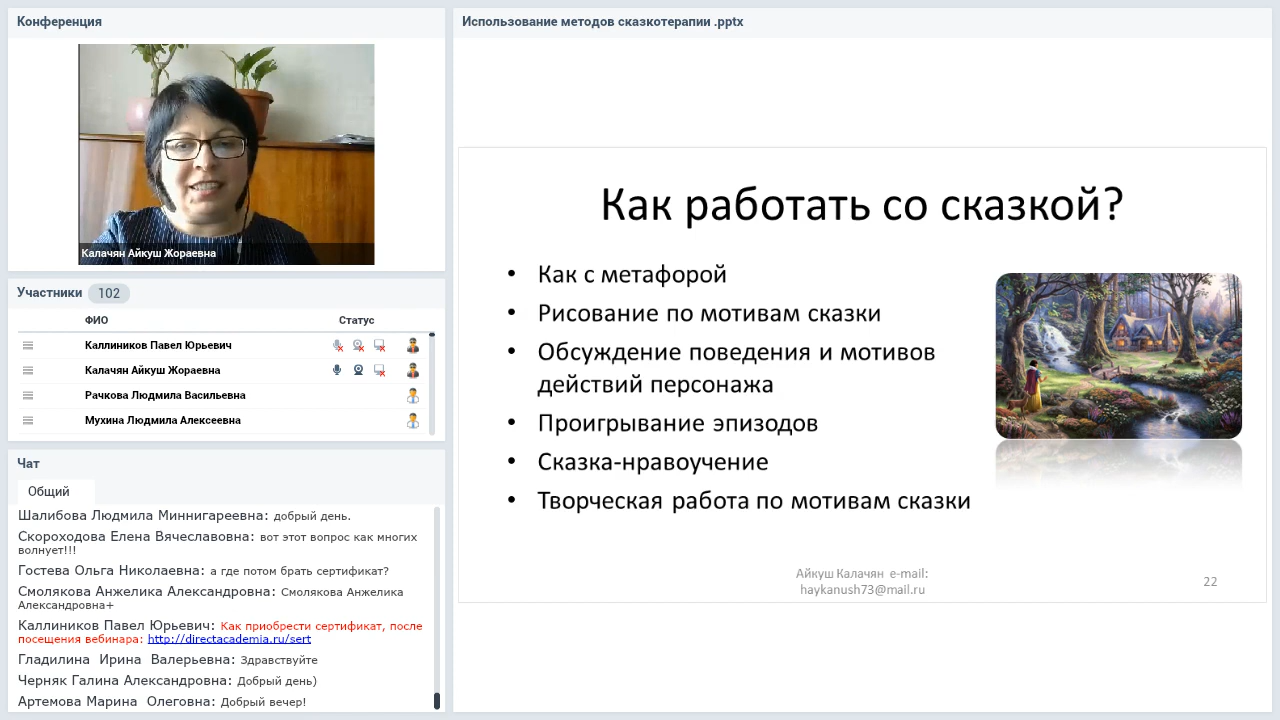 Конференция
Калачян Айкуш Жораевна
Участники 102
ФИО Статус
Каллиников Павел Юрьевич
Калачян Айкуш Жораевна
Рачкова Людмила Васильевна
Мухина Людмила Алексеевна
Чат
Общий
Шалибова Людмила Миннигареевна: добрый день.
Скороходова Елена Вячеславовна: вот этот вопрос как многих
волнует!!!
Гостева Ольга Николаевна: а где потом брать сертификат?
Смолякова Анжелика Александровна: Смолякова Анжелика
Александровна+
Каллиников Павел Юрьевич: Как приобрести сертификат, после
посещения вебинара: http://directacademia.ru/sert
Гладилина Ирина Валерьевна: Здравствуйте
Черняк Галина Александровна: Добрый день)
Артемова Марина Олеговна: Добрый вечер!
Использование методов сказкотерапии .pptx
Как работать со сказкой?
• Как с метафорой
• Рисование по мотивам сказки
• Обсуждение поведения и мотивов
действий персонажа
• Проигрывание эпизодов
• Сказка-нравоучение
• Творческая работа по мотивам сказки
Айкуш Калачян e-mail:
haykanush73@mail.ru
22